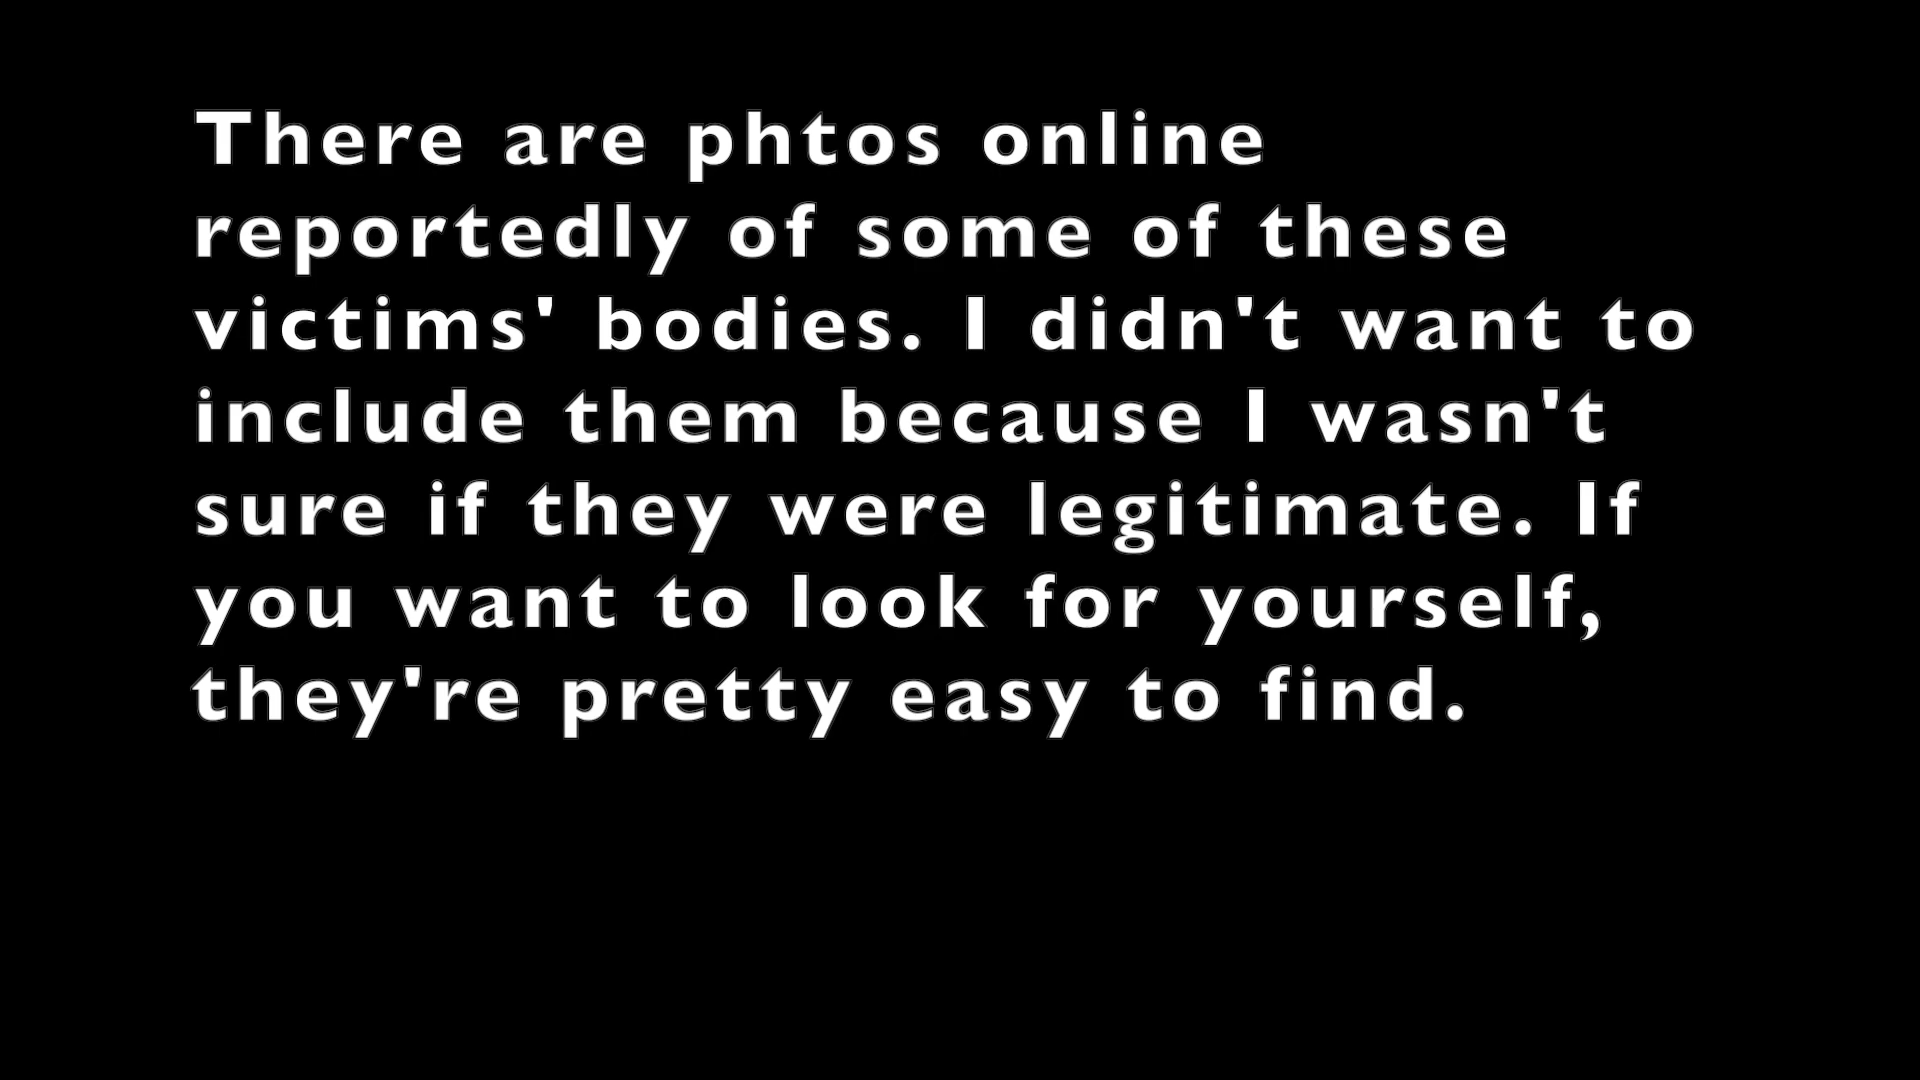 There are phtos online
reportedly of some of these
victims' bodies. I didn't want to
include them because I wasn't
sure if they were legitimate. If
you want to look for yourself,
they're pretty easy to find.